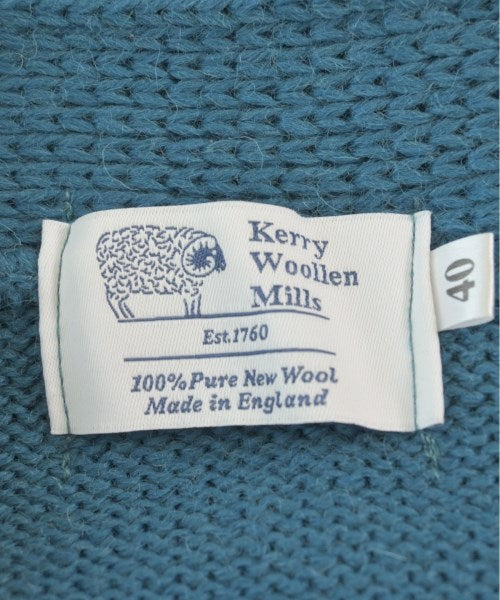 Kerry
Woollen
Mills
Est.1760
100% Pure New Wool
Made in England
40